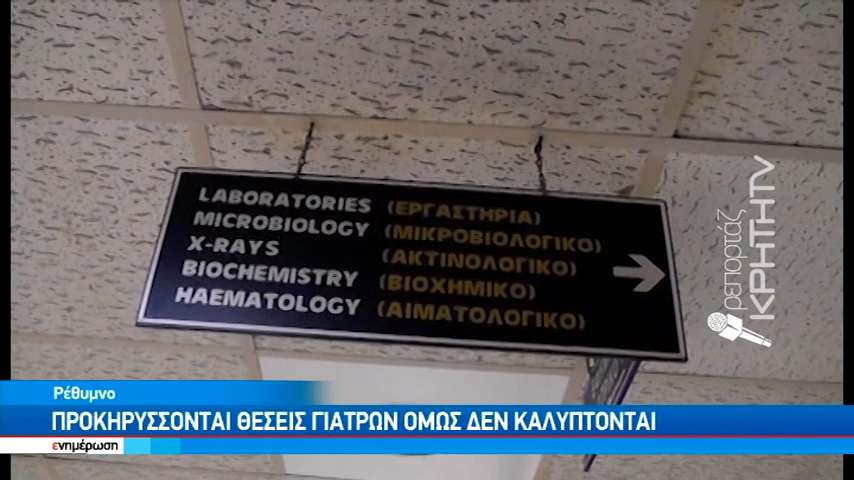 LABORATORIES (ΕΡΓΑΣΤΗΡΙΑ)
MICROBIOLOGY (ΜΙΚΡΟΒΙΟΛΟΓΙΚΟ)
X-RAYS (ΑΚΤΙΝΟΛΟΓΙΚΟ)
BIOCHEMISTRY (ΒΙΟΧΗΜΙΚΟ)
HAEMATOLOGY (ΑΙΜΑΤΟΛΟΓΙΚΟ)
ρεπορτάζ
ΚΡΗΤΗTV
Ρέθυμνο
ΠΡΟΚΗΡΥΣΣΟΝΤΑΙ ΘΕΣΕΙΣ ΓΙΑΤΡΩΝ ΟΜΩΣ ΔΕΝ ΚΑΛΥΠΤΟΝΤΑΙ
ενημέρωση